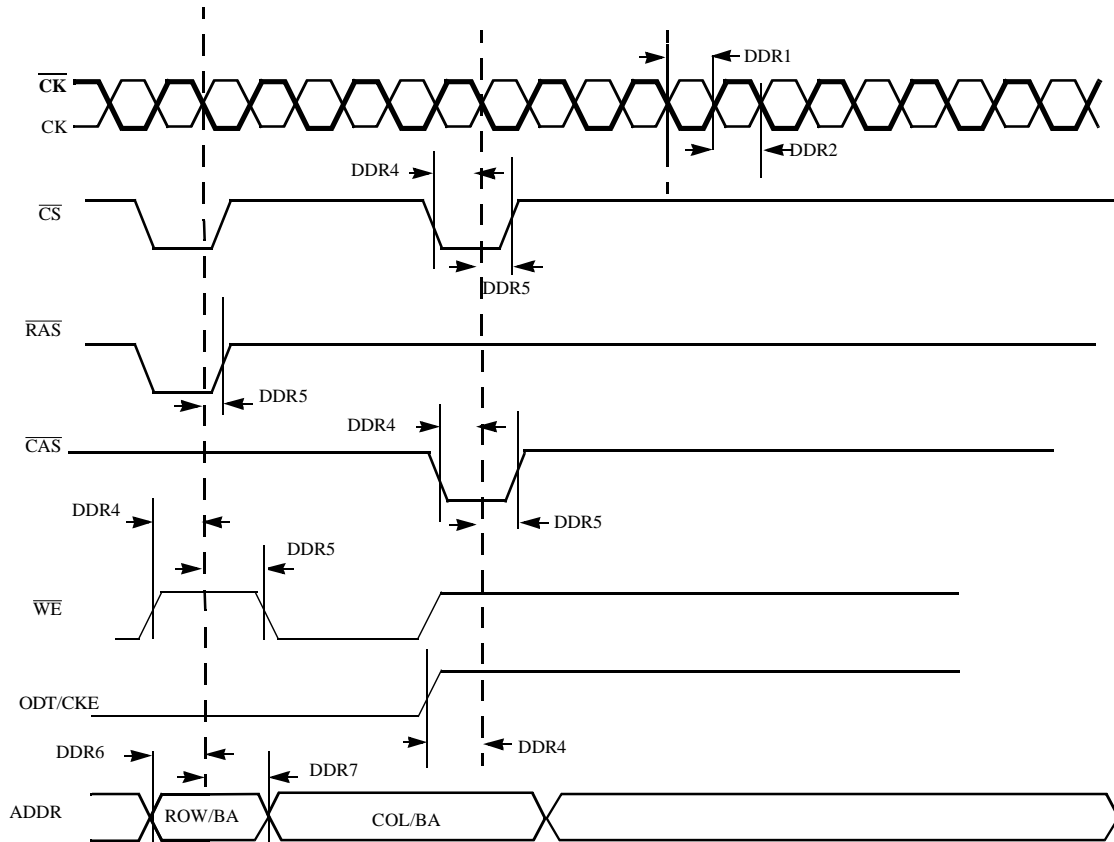 DDR1
CK
CK
DDR2
DDR4
CS
DDR5
RAS
DDR5
DDR4
CAS
DDR4
DDR5
DDR5
WE
ODT/CKE
DDR4
DDR6
DDR7
ADDR
ROW/BA
COL/BA